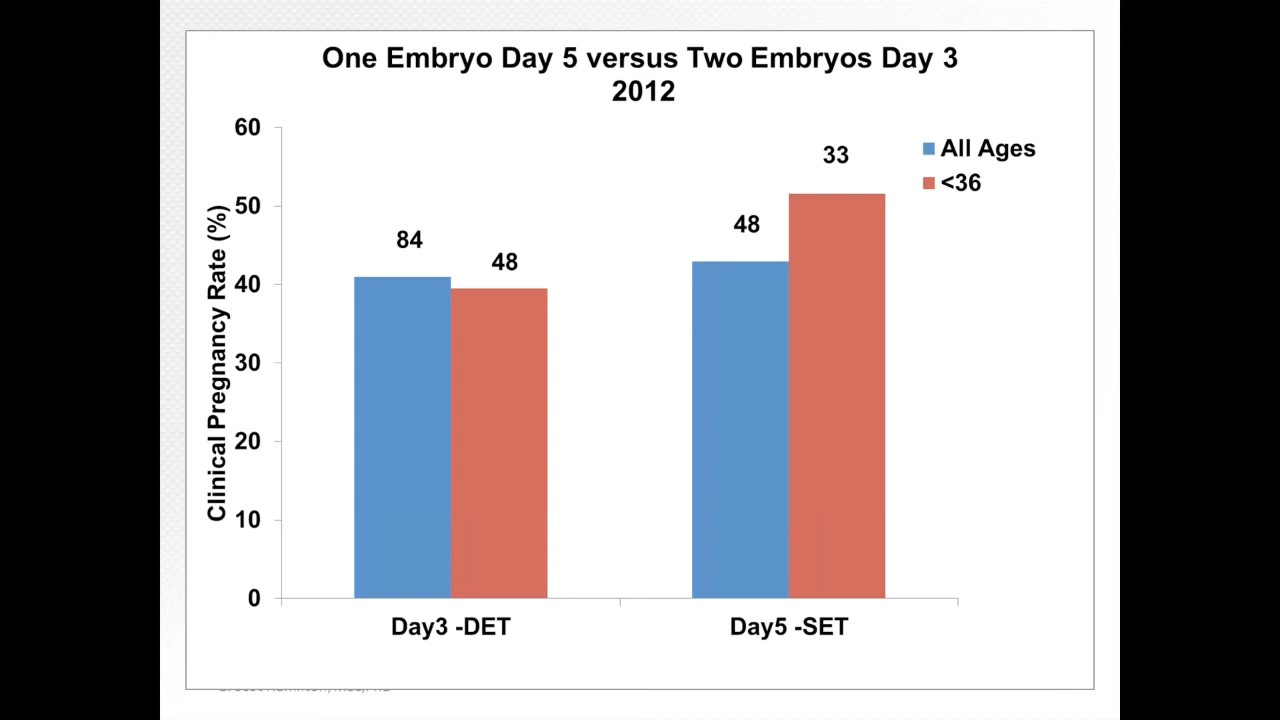 One Embryo Day 5 versus Two Embryos Day 3
2012
60
50
40
30
20
10
0
Clinical Pregnancy Rate (%)
84
48
48
33
All Ages
<36
Day3 -DET
Day5 -SET